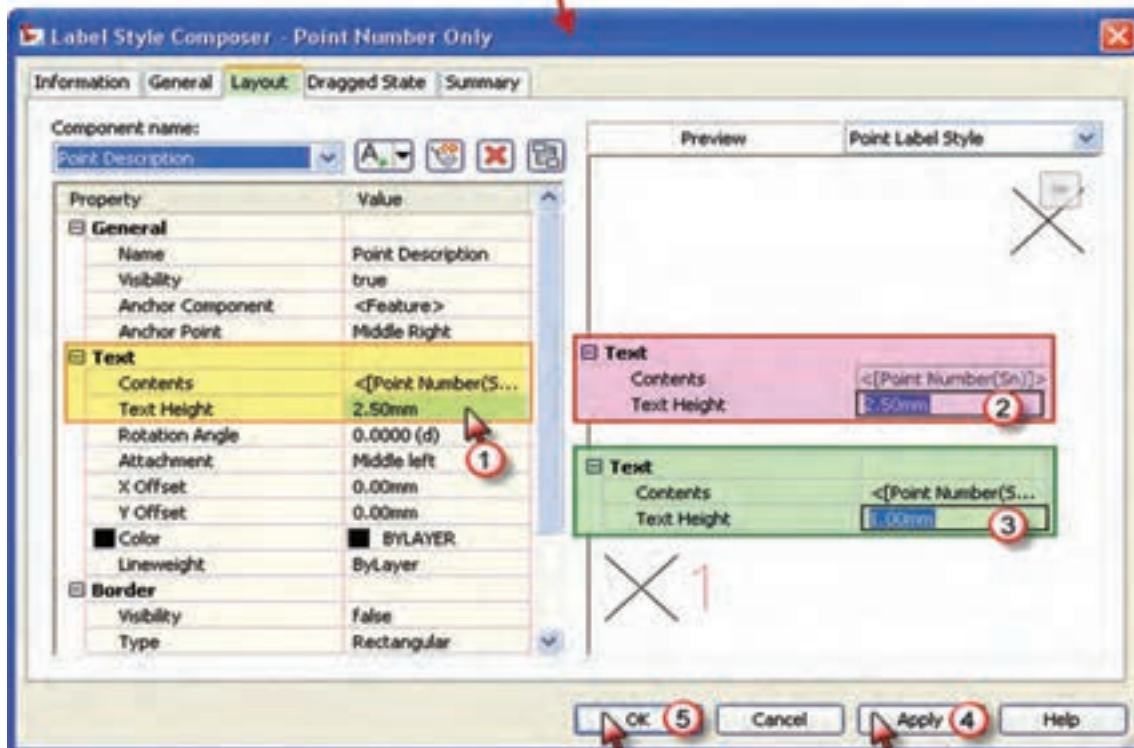 Label Style Composer - Point Number Only
Information General Layout Dragged State Summary
Component name:
Point Description
A
Preview Point Label Style
Property Value
General
Name Point Description
Visibility true
Anchor Component <Feature>
Anchor Point Middle Right
Text
Contents <[Point Number(S...
Text Height 2.50mm
1
Rotation Angle 0.0000 (d)
Attachment Middle left
X Offset 0.00mm
Y Offset 0.00mm
Color BYLAYER
Lineweight ByLayer
Border
Visibility false
Type Rectangular
Text
Contents <[Point Number(Sn)]>
Text Height 2.50mm 2
Text
Contents <[Point Number(S...
Text Height 1.00mm 3
1
OK 5 Cancel Apply 4 Help